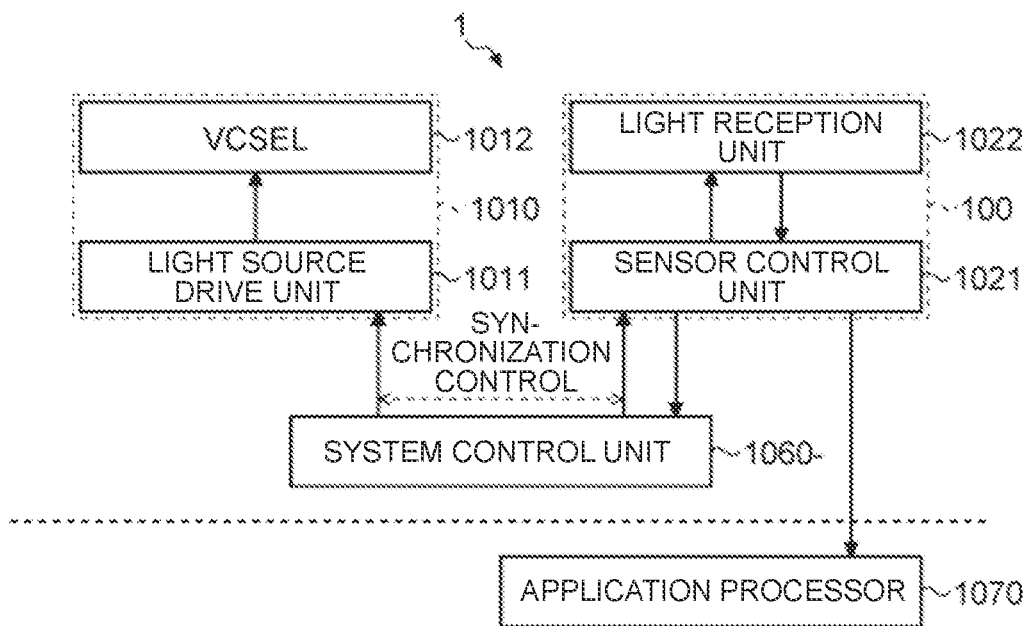 1
VCSEL
1012
LIGHT RECEPTION
UNIT
1022
1010
100
LIGHT SOURCE
DRIVE UNIT
1011
SENSOR CONTROL
UNIT
1021
SYN-
CHRONIZATION
CONTROL
SYSTEM CONTROL UNIT
1060
APPLICATION PROCESSOR
1070